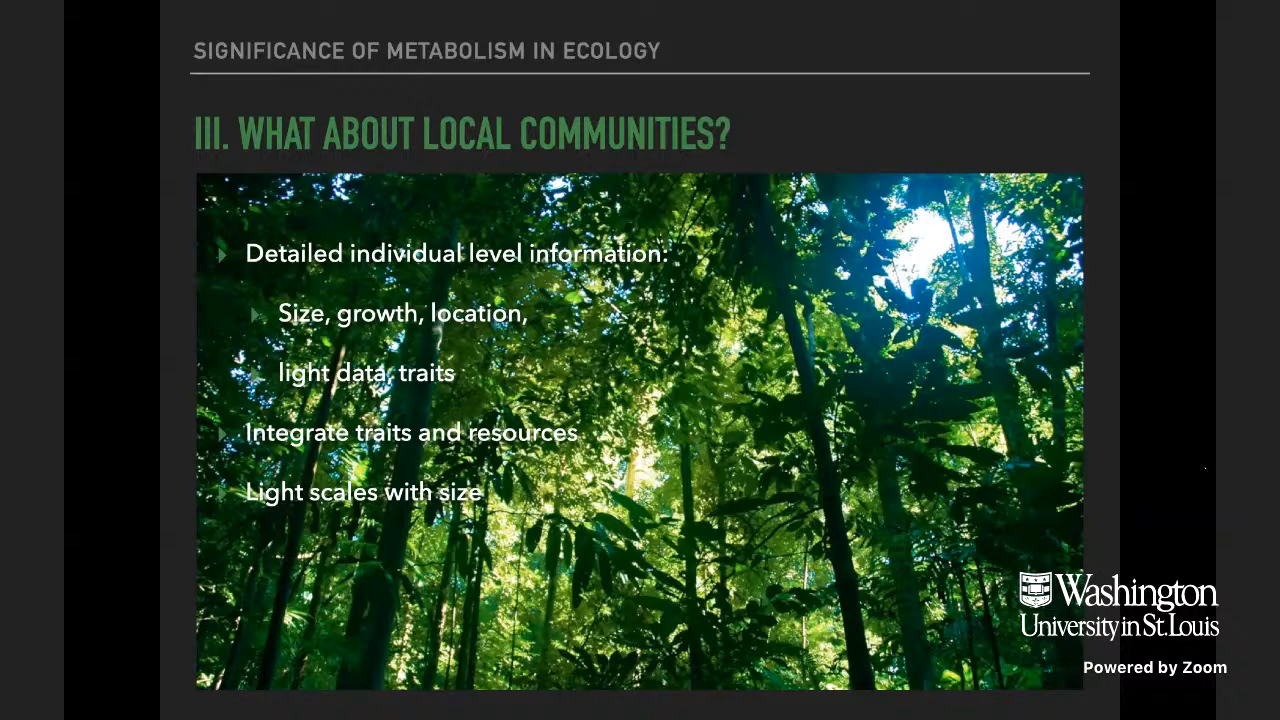 SIGNIFICANCE OF METABOLISM IN ECOLOGY
III. WHAT ABOUT LOCAL COMMUNITIES?
Detailed individual level information:
Size, growth, location,
light data, traits
Integrate traits and resources
Light scales with size
Washington
University in St. Louis
Powered by Zoom